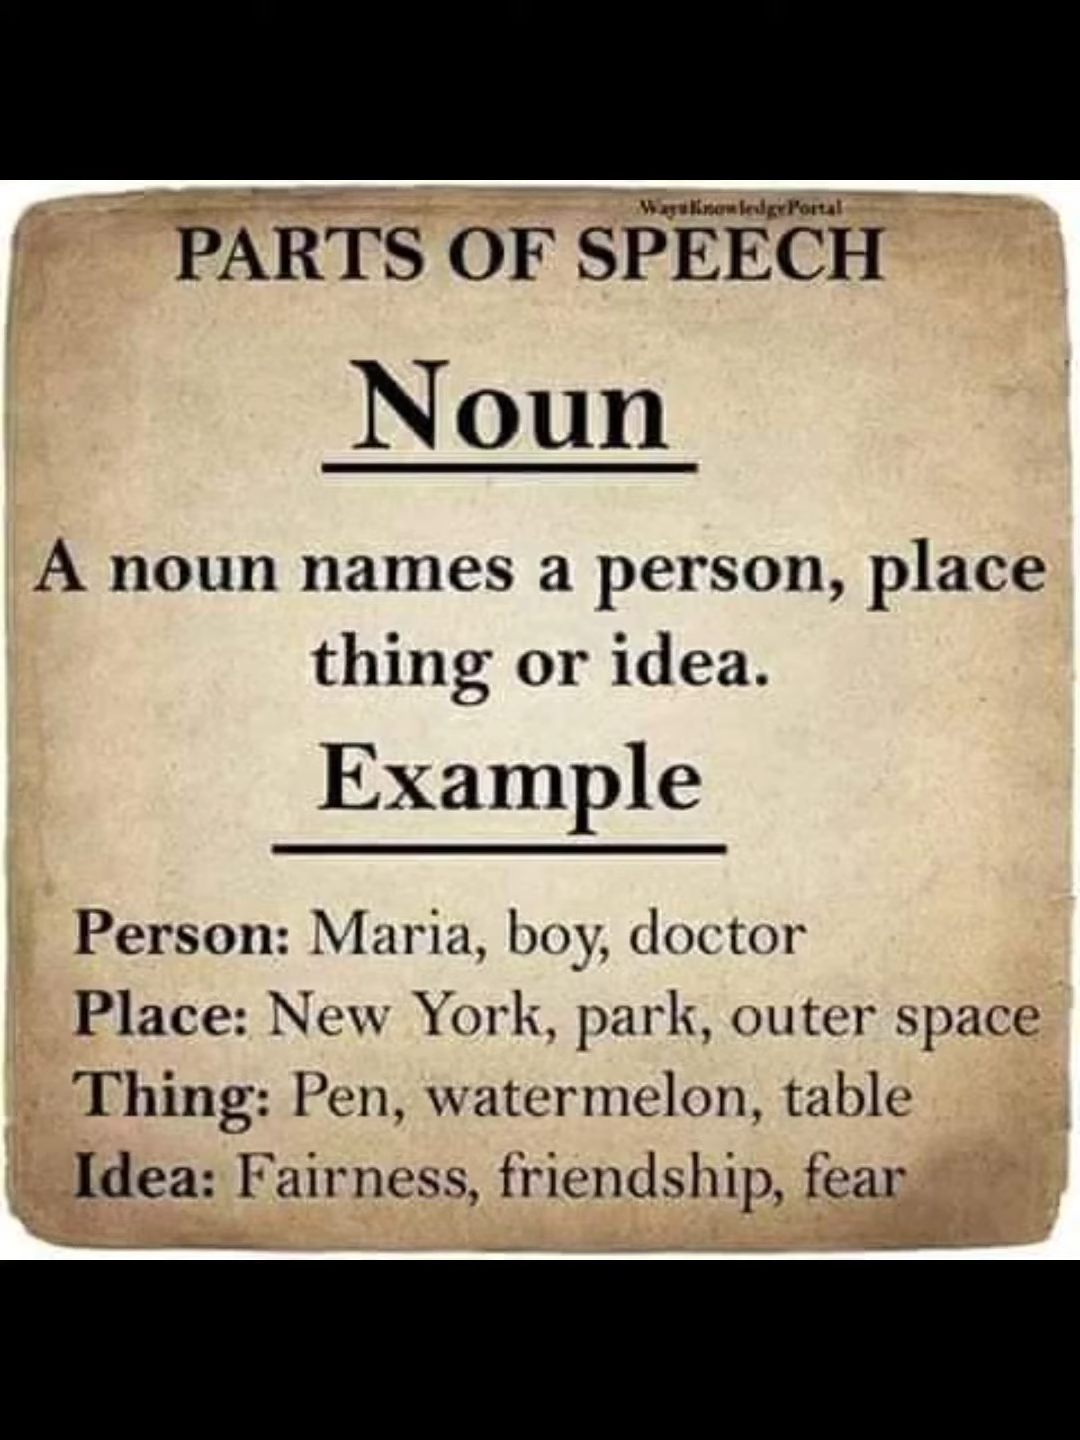 WaysKnowledgePortal
PARTS OF SPEECH
Noun
A noun names a person, place
thing or idea.
Example
Person: Maria, boy, doctor
Place: New York, park, outer space
Thing: Pen, watermelon, table
Idea: Fairness, friendship, fear